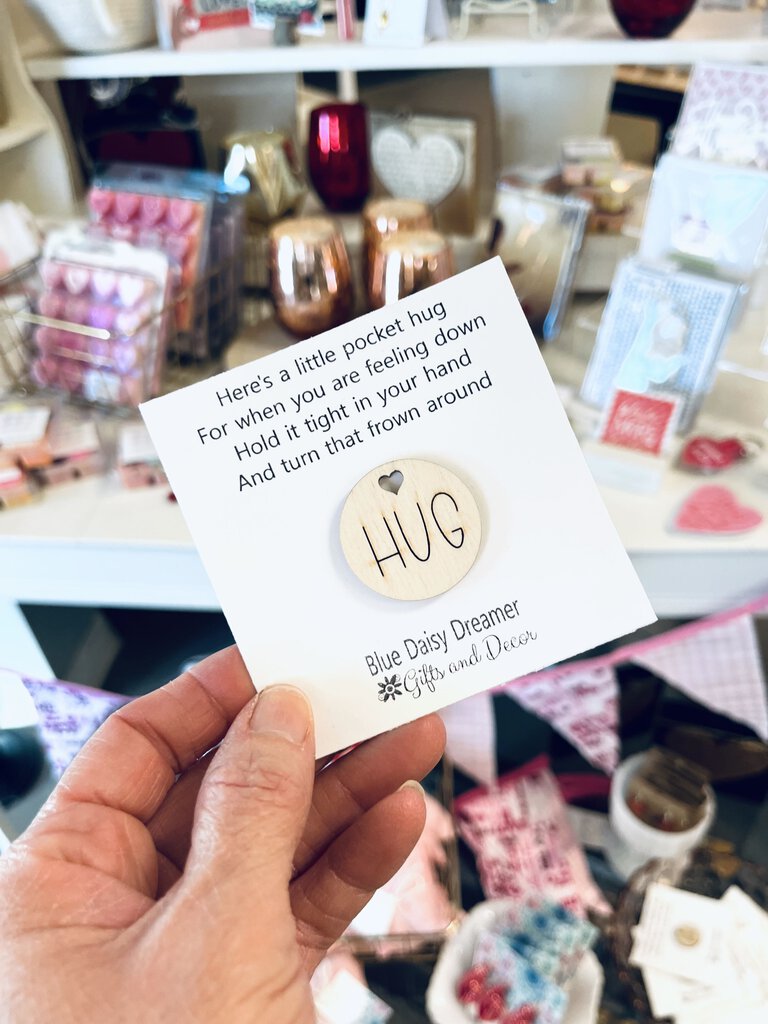 Here's a little pocket hug
For when you are feeling down
Hold it tight in your hand
And turn that frown around
HUG
Blue Daisy Dreamer
Gifts and Decor